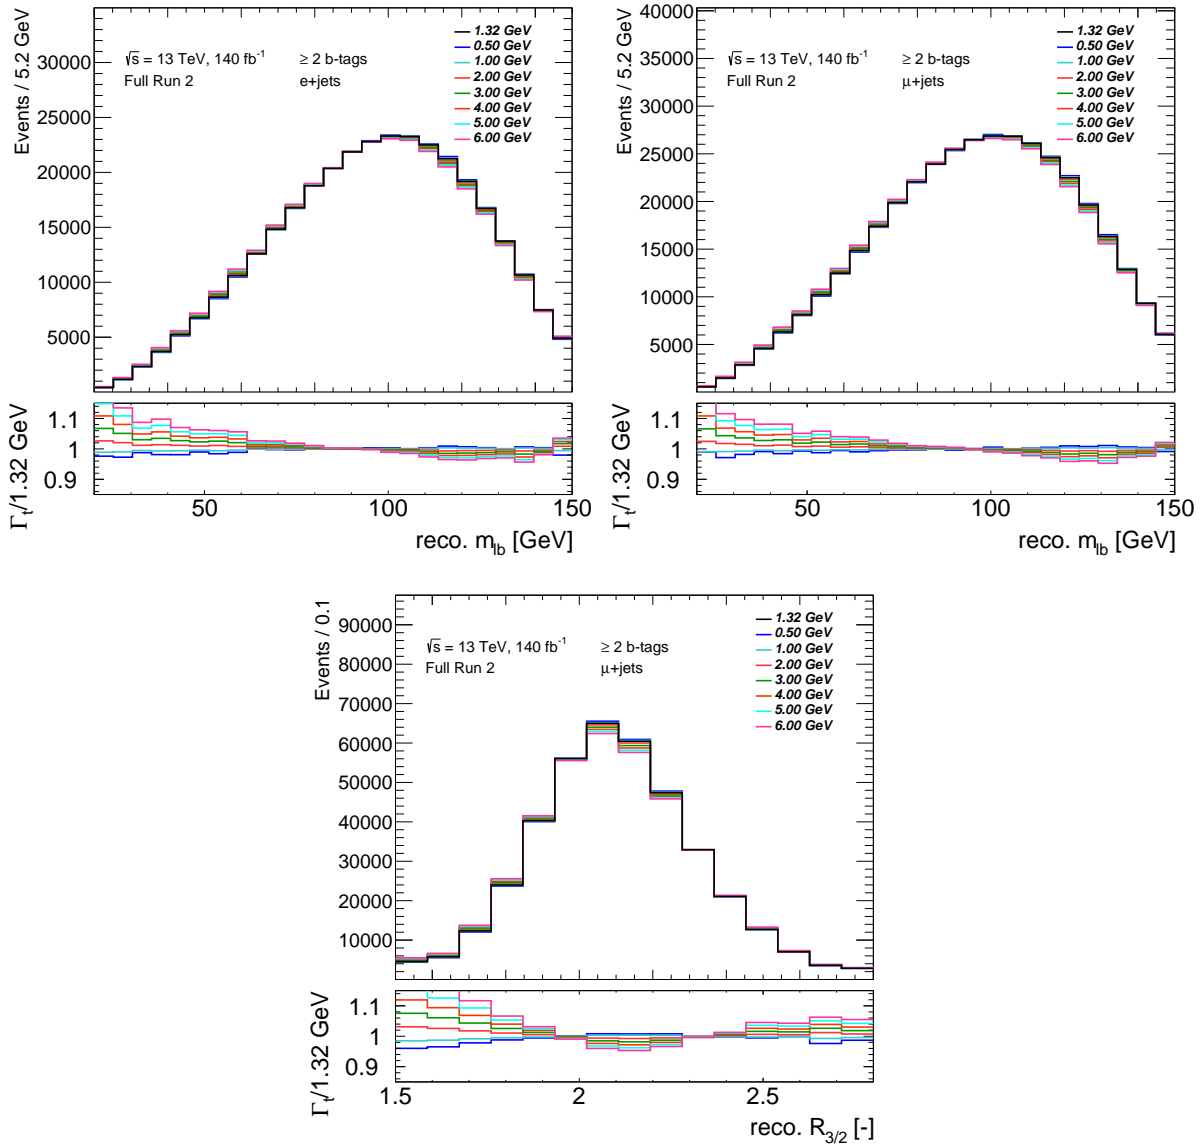 Events / 5.2 GeV
√s = 13 TeV, 140 fb⁻¹
≥ 2 b-tags
Full Run 2
e+jets
1.32 GeV
0.50 GeV
1.00 GeV
2.00 GeV
3.00 GeV
4.00 GeV
5.00 GeV
6.00 GeV
35000
30000
25000
20000
15000
10000
5000
Γt/1.32 GeV
1.1
1
0.9
50 100 150
reco. m_lb [GeV]
Events / 5.2 GeV
√s = 13 TeV, 140 fb⁻¹
≥ 2 b-tags
Full Run 2
μ+jets
1.32 GeV
0.50 GeV
1.00 GeV
2.00 GeV
3.00 GeV
4.00 GeV
5.00 GeV
6.00 GeV
40000
35000
30000
25000
20000
15000
10000
5000
Γt/1.32 GeV
1.1
1
0.9
50 100 150
reco. m_lb [GeV]
Events / 0.1
√s = 13 TeV, 140 fb⁻¹
≥ 2 b-tags
Full Run 2
μ+jets
1.32 GeV
0.50 GeV
1.00 GeV
2.00 GeV
3.00 GeV
4.00 GeV
5.00 GeV
6.00 GeV
90000
80000
70000
60000
50000
40000
30000
20000
10000
Γt/1.32 GeV
1.1
1
0.9
1.5 2 2.5
reco. R_3/2 [-]